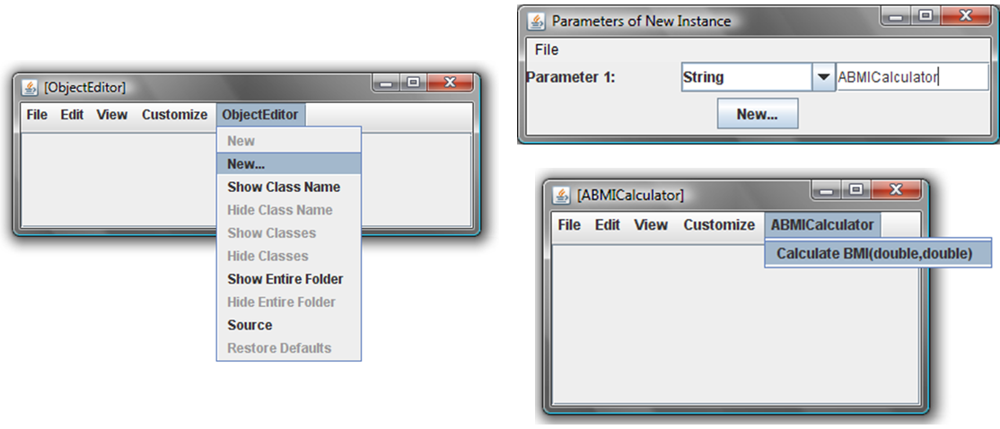 [ObjectEditor]
File Edit View Customize ObjectEditor
New
New...
Show Class Name
Hide Class Name
Show Classes
Hide Classes
Show Entire Folder
Hide Entire Folder
Source
Restore Defaults
Parameters of New Instance
File
Parameter 1: String ABMICalculator
New...
[ABMICalculator]
File Edit View Customize ABMICalculator
Calculate BMI(double,double)